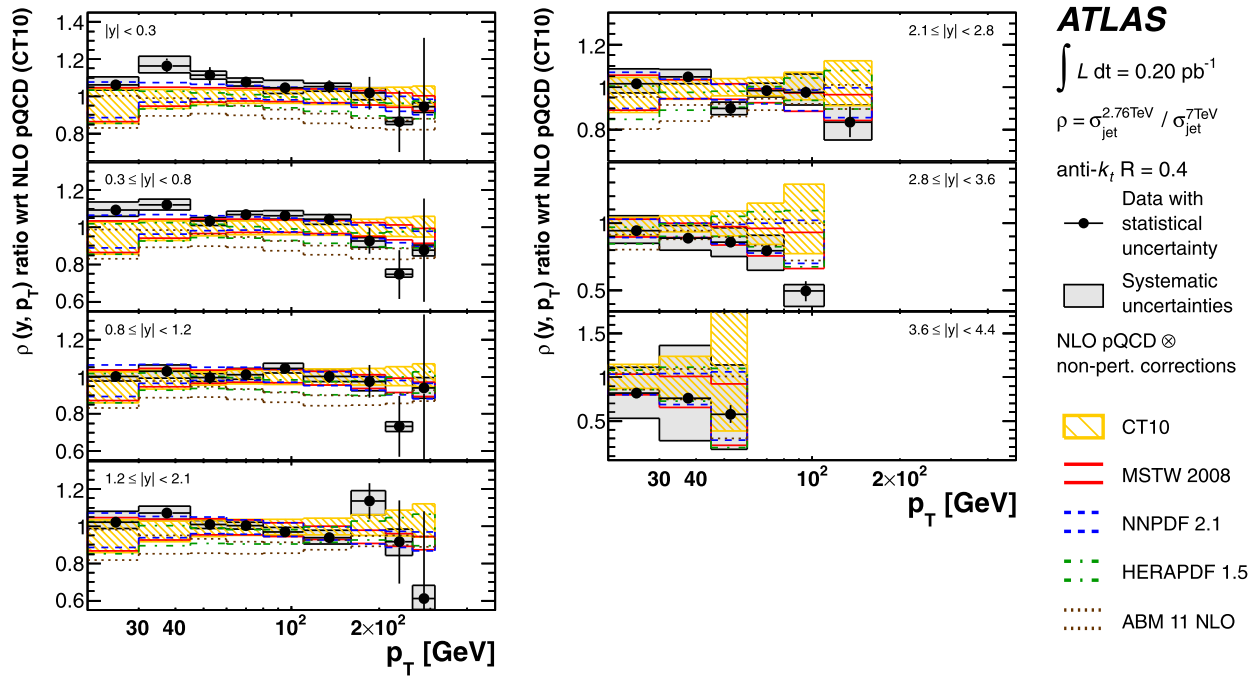 ρ (y, p_T) ratio wrt NLO pQCD (CT10)
|y| < 0.3
1.2
1
0.8
0.3 ≤ |y| < 0.8
1.2
1
0.8
0.6
0.8 ≤ |y| < 1.2
1.2
1
0.8
0.6
1.2 ≤ |y| < 2.1
1.2
1
0.8
0.6
30 40 10² 2×10²
p_T [GeV]
ρ (y, p_T) ratio wrt NLO pQCD (CT10)
2.1 ≤ |y| < 2.8
1.2
1
0.8
2.8 ≤ |y| < 3.6
1
0.5
3.6 ≤ |y| < 4.4
1.5
1
0.5
30 40 10² 2×10²
p_T [GeV]
ATLAS
∫ L dt = 0.20 pb⁻¹
ρ = σ_jet^2.76TeV / σ_jet^7TeV
anti-k_t R = 0.4
Data with
statistical
uncertainty
Systematic
uncertainties
NLO pQCD ⊗
non-pert. corrections
CT10
MSTW 2008
NNPDF 2.1
HERAPDF 1.5
ABM 11 NLO